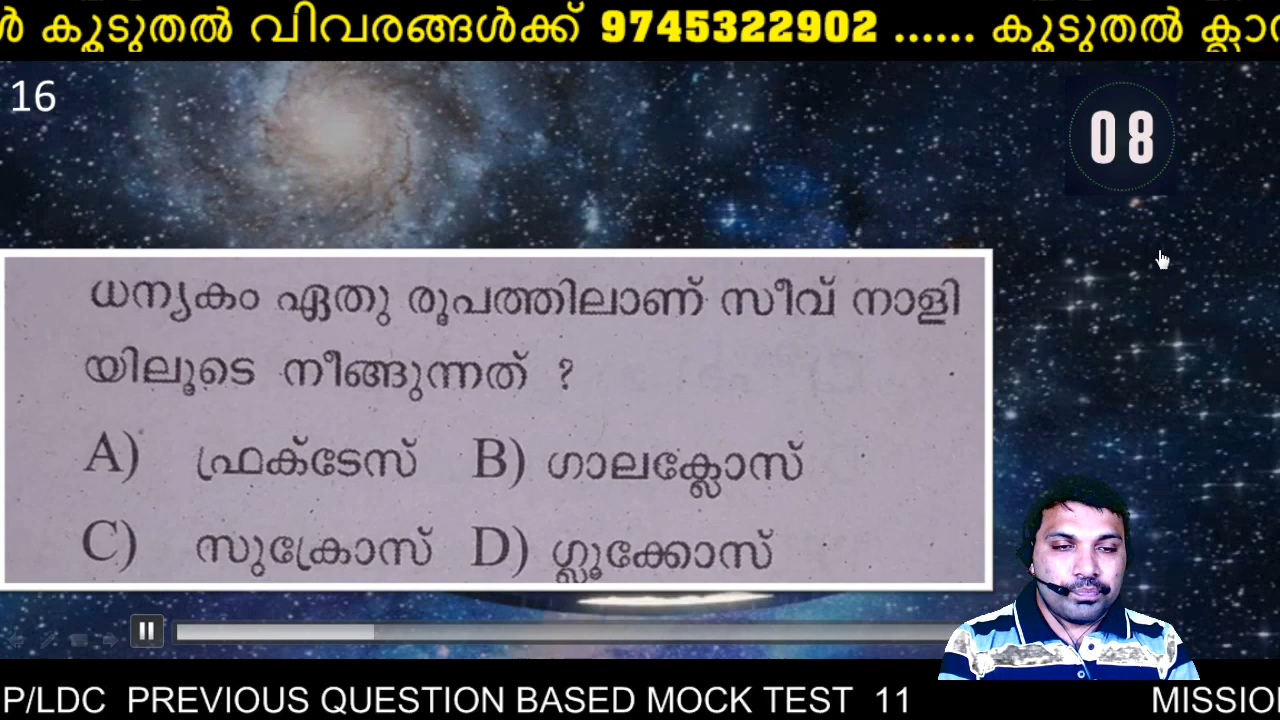 കൂടുതൽ വിവരങ്ങൾക്ക് 9745322902 ...... കൂടുതൽ
16
08
ധന്യകം ഏതു രൂപത്തിലാണ് സീവ് നാളി
യിലൂടെ നീങ്ങുന്നത് ?
A) ഫ്രക്ടേസ് B) ഗാലക്ലോസ്
C) സുക്രോസ് D) ഗ്ലൂക്കോസ്
P/LDC PREVIOUS QUESTION BASED MOCK TEST 11 MISSIO